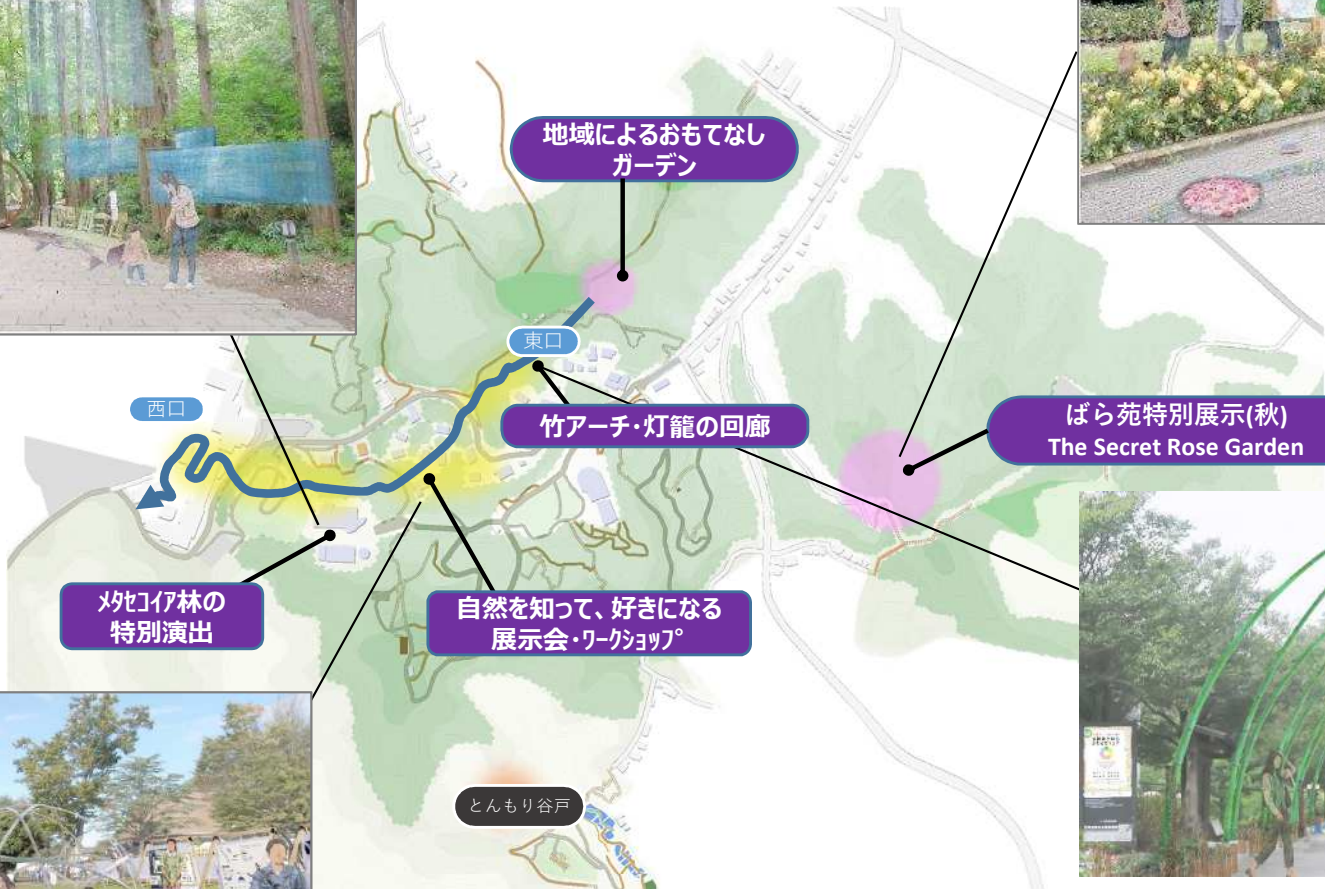 地域によるおもてなし
ガーデン
東口
西口
竹アーチ・灯籠の回廊
ばら苑特別展示(秋)
The Secret Rose Garden
メタセコイア林の
特別演出
自然を知って、好きになる
展示会・ワークショップ
とんもり谷戸